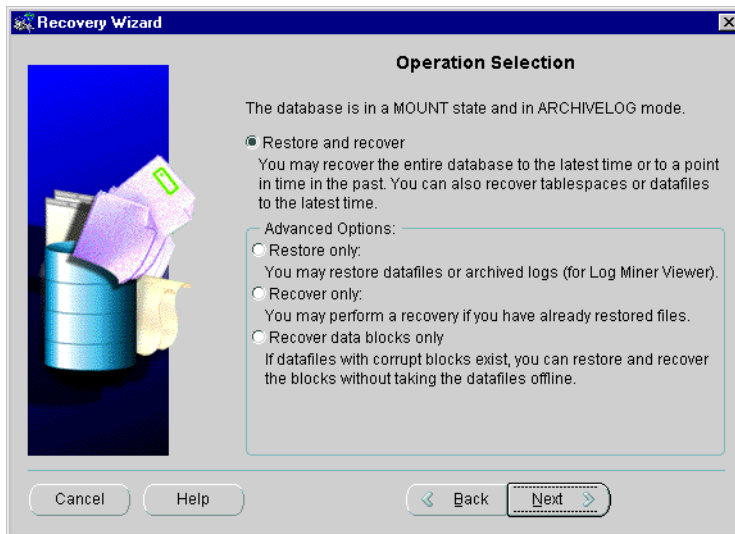 Recovery Wizard
Operation Selection
The database is in a MOUNT state and in ARCHIVELOG mode.
Restore and recover
You may recover the entire database to the latest time or to a point
in time in the past. You can also recover tablespaces or datafiles
to the latest time.
Advanced Options:
Restore only:
You may restore datafiles or archived logs (for Log Miner Viewer).
Recover only:
You may perform a recovery if you have already restored files.
Recover data blocks only
If datafiles with corrupt blocks exist, you can restore and recover
the blocks without taking the datafiles offline.
Cancel Help Back Next